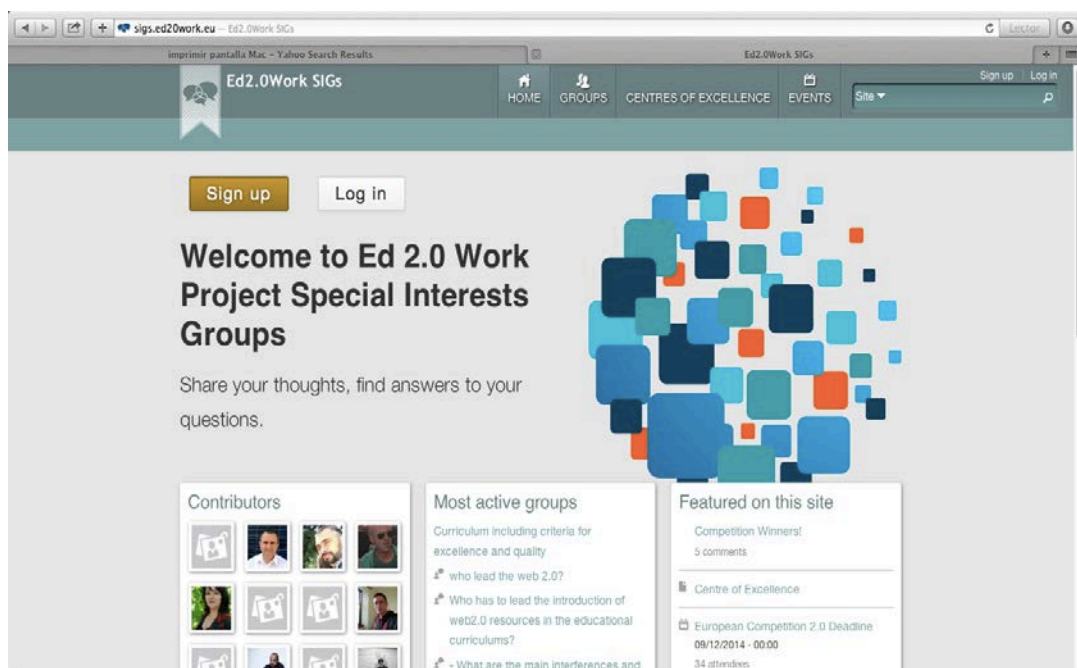 sigs.ed20work.eu — Ed2.0Work SIGs
Lector
imprimir pantalla Mac – Yahoo Search Results
Ed2.0Work SIGs
Ed2.0Work SIGs
HOME
GROUPS
CENTRES OF EXCELLENCE
EVENTS
Sign up
Log in
Site
Sign up
Log in
Welcome to Ed 2.0 Work
Project Special Interests
Groups
Share your thoughts, find answers to your
questions.
Contributors
Most active groups
Curriculum including criteria for
excellence and quality
who lead the web 2.0?
Who has to lead the introduction of
web2.0 resources in the educational
curriculums?
- What are the main interferences and
Featured on this site
Competition Winners!
5 comments
Centre of Excellence
European Competition 2.0 Deadline
09/12/2014 - 00:00
34 attendees